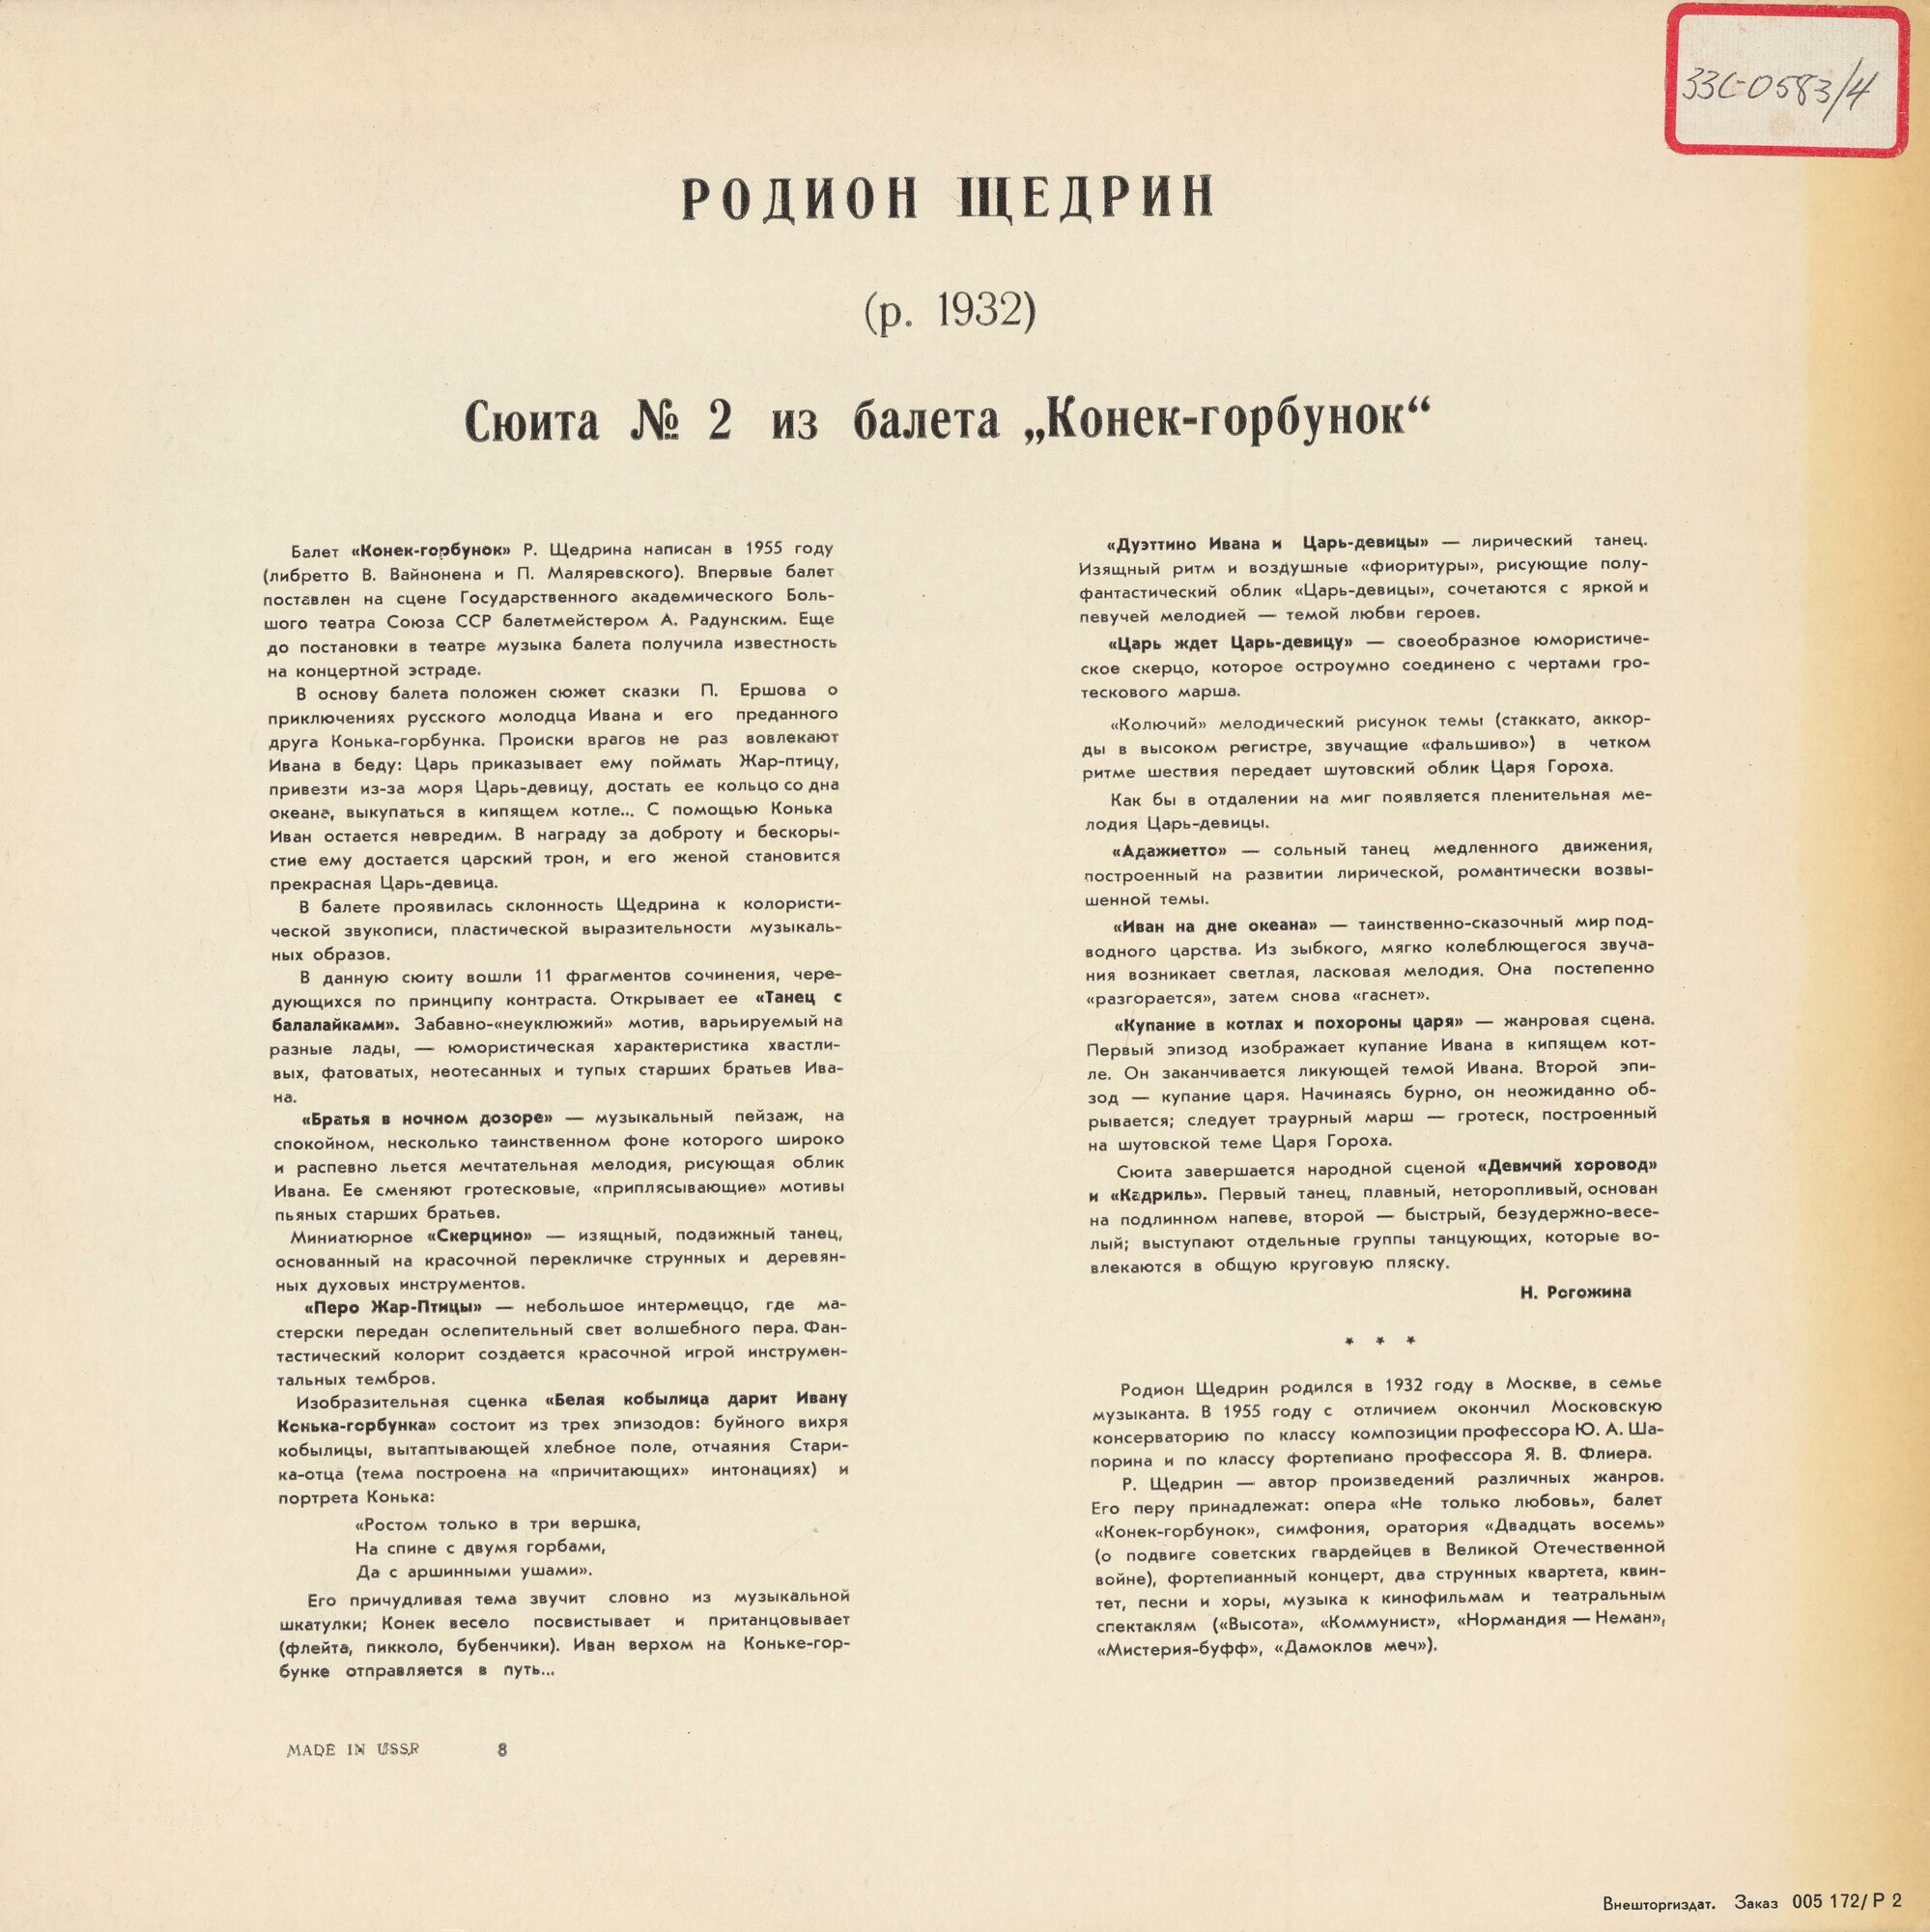 33С-0583/4
РОДИОН ЩЕДРИН
(р. 1932)
Сюита № 2 из балета „Конек-горбунок“
Балет «Конек-горбунок» Р. Щедрина написан в 1955 году
(либретто В. Вайнонена и П. Маляревского). Впервые балет
поставлен на сцене Государственного академического Боль-
шого театра Союза ССР балетмейстером А. Радунским. Еще
до постановки в театре музыка балета получила известность
на концертной эстраде.
В основу балета положен сюжет сказки П. Ершова о
приключениях русского молодца Ивана и его преданного
друга Конька-горбунка. Происки врагов не раз вовлекают
Ивана в беду: Царь приказывает ему поймать Жар-птицу,
привезти из-за моря Царь-девицу, достать ее кольцо со дна
океана, выкупаться в кипящем котле... С помощью Конька
Иван остается невредим. В награду за доброту и бескоры-
стие ему достается царский трон, и его женой становится
прекрасная Царь-девица.
В балете проявилась склонность Щедрина к колористи-
ческой звукописи, пластической выразительности музыкаль-
ных образов.
В данную сюиту вошли 11 фрагментов сочинения, чере-
дующихся по принципу контраста. Открывает ее «Танец с
балалайками». Забавно-«неуклюжий» мотив, варьируемый на
разные лады, — юмористическая характеристика хвастли-
вых, фатоватых, неотесанных и тупых старших братьев Ива-
на.
«Братья в ночном дозоре» — музыкальный пейзаж, на
спокойном, несколько таинственном фоне которого широко
и распевно льется мечтательная мелодия, рисующая облик
Ивана. Ее сменяют гротесковые, «приплясывающие» мотивы
пьяных старших братьев.
Миниатюрное «Скерцино» — изящный, подвижный танец,
основанный на красочной перекличке струнных и деревян-
ных духовых инструментов.
«Перо Жар-Птицы» — небольшое интермеццо, где ма-
стерски передан ослепительный свет волшебного пера. Фан-
тастический колорит создается красочной игрой инструмен-
тальных тембров.
Изобразительная сценка «Белая кобылица дарит Ивану
Конька-горбунка» состоит из трех эпизодов: буйного вихря
кобылицы, вытаптывающей хлебное поле, отчаяния Стари-
ка-отца (тема построена на «причитающих» интонациях) и
портрета Конька:
«Ростом только в три вершка,
На спине с двумя горбами,
Да с аршинными ушами».
Его причудливая тема звучит словно из музыкальной
шкатулки; Конек весело посвистывает и пританцовывает
(флейта, пикколо, бубенчики). Иван верхом на Коньке-гор-
бунке отправляется в путь...
MADE IN USSR 8
«Дуэттино Ивана и Царь-девицы» — лирический танец.
Изящный ритм и воздушные «фиоритуры», рисующие полу-
фантастический облик «Царь-девицы», сочетаются с яркой и
певучей мелодией — темой любви героев.
«Царь ждет Царь-девицу» — своеобразное юмористиче-
ское скерцо, которое остроумно соединено с чертами гро-
тескового марша.
«Колючий» мелодический рисунок темы (стаккато, аккор-
ды в высоком регистре, звучащие «фальшиво») в четком
ритме шествия передает шутовский облик Царя Гороха.
Как бы в отдалении на миг появляется пленительная ме-
лодия Царь-девицы.
«Адажиетто» — сольный танец медленного движения,
построенный на развитии лирической, романтически возвы-
шенной темы.
«Иван на дне океана» — таинственно-сказочный мир под-
водного царства. Из зыбкого, мягко колеблющегося звуча-
ния возникает светлая, ласковая мелодия. Она постепенно
«разгорается», затем снова «гаснет».
«Купание в котлах и похороны царя» — жанровая сцена.
Первый эпизод изображает купание Ивана в кипящем кот-
ле. Он заканчивается ликующей темой Ивана. Второй эпи-
зод — купание царя. Начинаясь бурно, он неожиданно об-
рывается; следует траурный марш — гротеск, построенный
на шутовской теме Царя Гороха.
Сюита завершается народной сценой «Девичий хоровод»
и «Кадриль». Первый танец, плавный, неторопливый, основан
на подлинном напеве, второй — быстрый, безудержно-весе-
лый; выступают отдельные группы танцующих, которые во-
влекаются в общую круговую пляску.
Н. Рогожина
* * *
Родион Щедрин родился в 1932 году в Москве, в семье
музыканта. В 1955 году с отличием окончил Московскую
консерваторию по классу композиции профессора Ю. А. Ша-
порина и по классу фортепиано профессора Я. В. Флиера.
Р. Щедрин — автор произведений различных жанров.
Его перу принадлежат: опера «Не только любовь», балет
«Конек-горбунок», симфония, оратория «Двадцать восемь»
(о подвиге советских гвардейцев в Великой Отечественной
войне), фортепианный концерт, два струнных квартета, квин-
тет, песни и хоры, музыка к кинофильмам и театральным
спектаклям («Высота», «Коммунист», «Нормандия — Неман»,
«Мистерия-буфф», «Дамоклов меч»).
Внешторгиздат. Заказ 005 172/Р 2